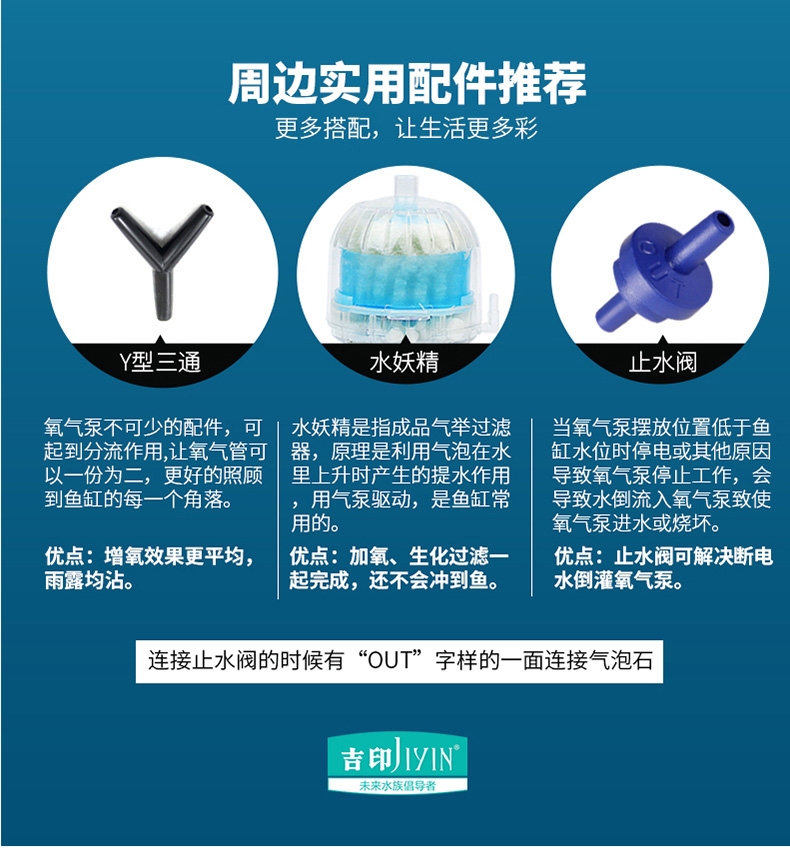 周边实用配件推荐
更多搭配，让生活更多彩
OUT
Y型三通
水妖精
止水阀
氧气泵不可少的配件，可
起到分流作用,让氧气管可
以一份为二，更好的照顾
到鱼缸的每一个角落。
优点：增氧效果更平均，
雨露均沾。
水妖精是指成品气举过滤
器，原理是利用气泡在水
里上升时产生的提水作用
，用气泵驱动，是鱼缸常
用的。
优点：加氧、生化过滤一
起完成，还不会冲到鱼。
当氧气泵摆放位置低于鱼
缸水位时停电或其他原因
导致氧气泵停止工作，会
导致水倒流入氧气泵致使
氧气泵进水或烧坏。
优点：止水阀可解决断电
水倒灌氧气泵。
连接止水阀的时候有“OUT”字样的一面连接气泡石
吉印JIYIN®
未来水族倡导者